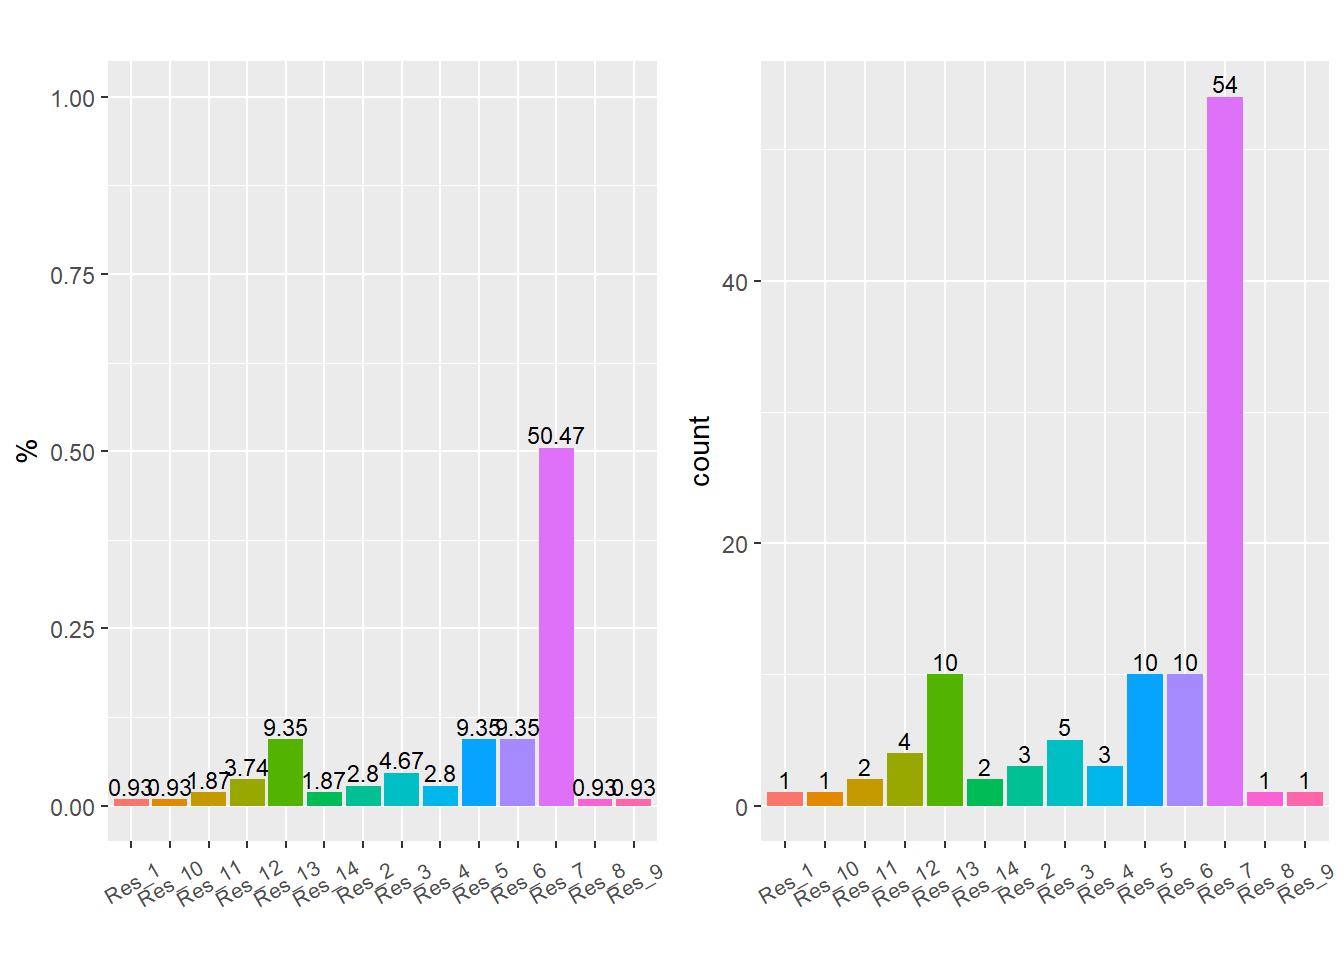 %
1.00
0.75
0.50
0.25
0.00
0.93
0.93
1.87
3.74
9.35
1.87
2.8
4.67
2.8
9.35
9.35
50.47
0.93
0.93
Res_1
Res_10
Res_11
Res_12
Res_13
Res_14
Res_2
Res_3
Res_4
Res_5
Res_6
Res_7
Res_8
Res_9
count
40
20
0
1
1
2
4
10
2
3
5
3
10
10
54
1
1
Res_1
Res_10
Res_11
Res_12
Res_13
Res_14
Res_2
Res_3
Res_4
Res_5
Res_6
Res_7
Res_8
Res_9